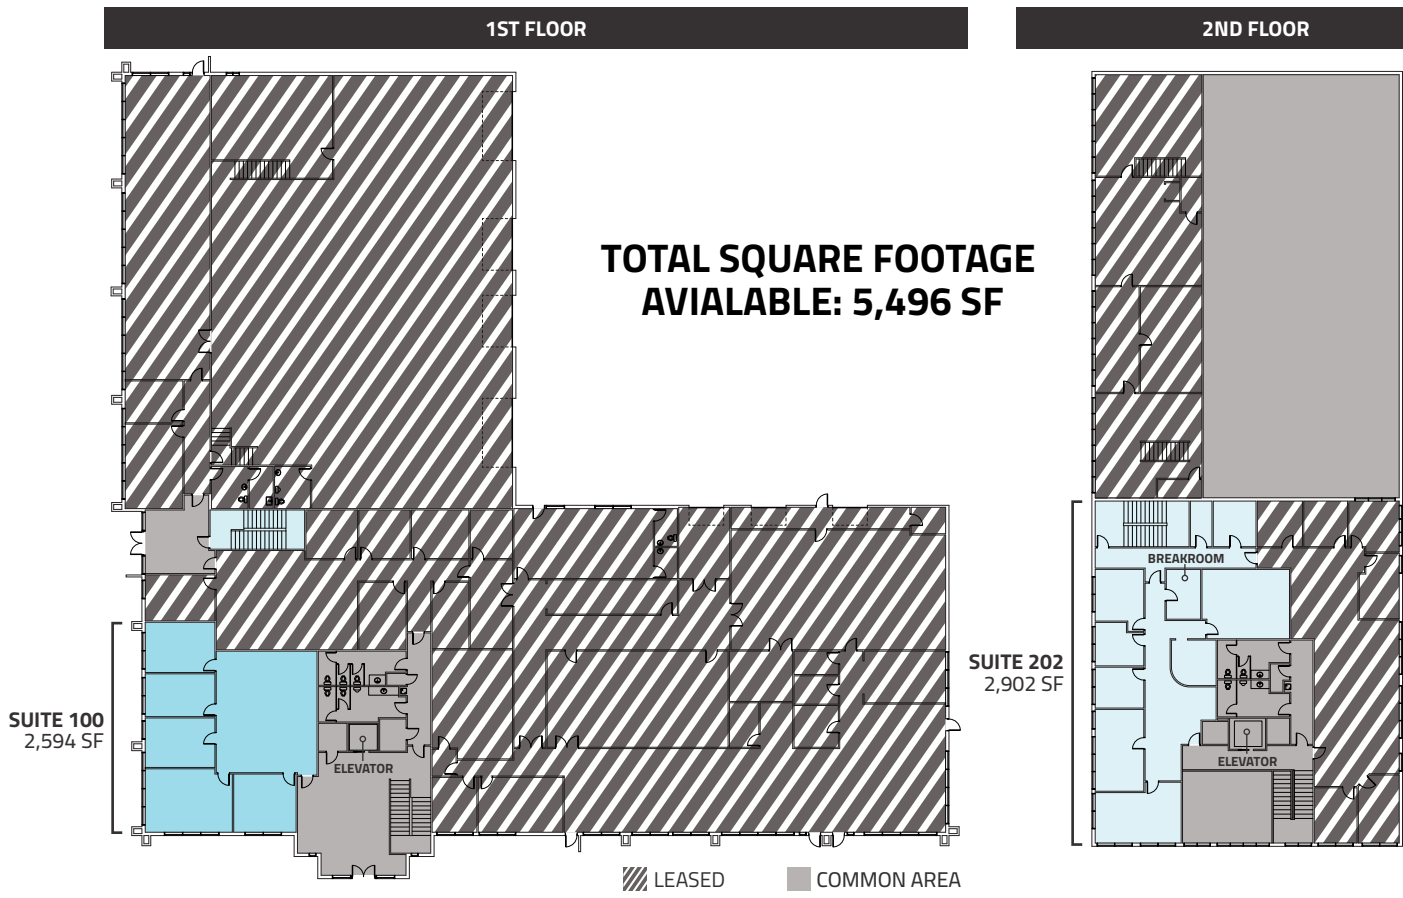 1ST FLOOR
2ND FLOOR
TOTAL SQUARE FOOTAGE
AVIALABLE: 5,496 SF
BREAKROOM
SUITE 202
2,902 SF
SUITE 100
2,594 SF
ELEVATOR
ELEVATOR
LEASED
COMMON AREA